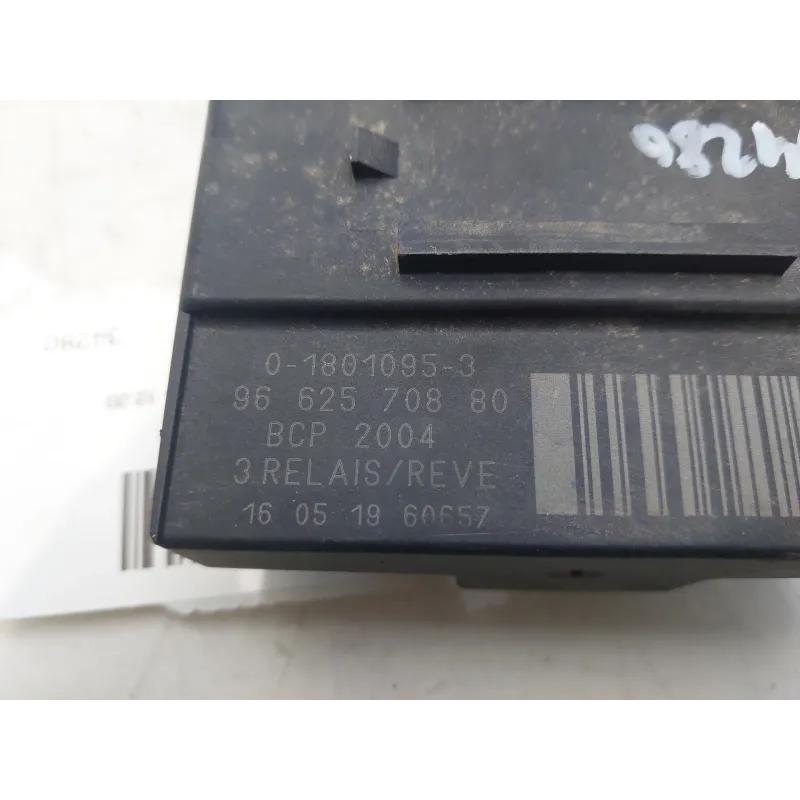 0-1801095-3
96 625 708 80
BCP 2004
3 RELAIS/REVE
16 05 19 60657